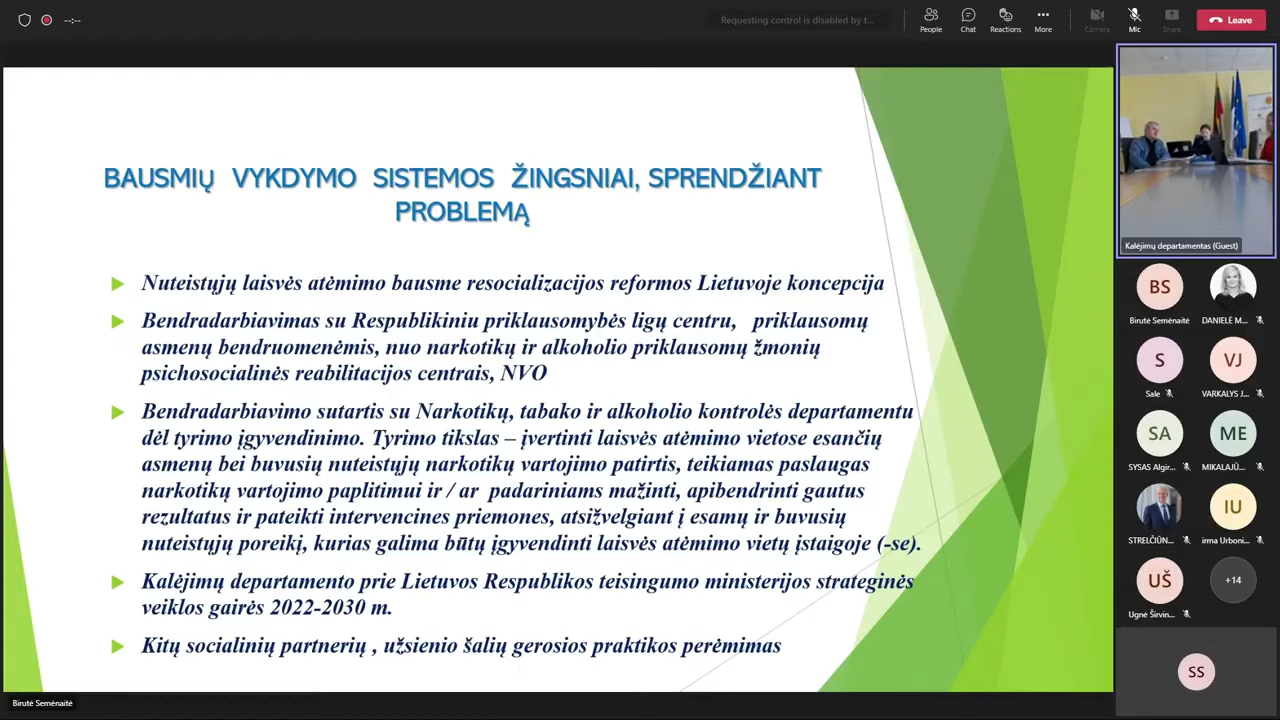 --:--
Requesting control is disabled by t...
People
Chat
Reactions
More
Camera
Mic
Share
Leave
BAUSMIŲ VYKDYMO SISTEMOS ŽINGSNIAI, SPRENDŽIANT
PROBLEMĄ
Nuteistųjų laisvės atėmimo bausme resocializacijos reformos Lietuvoje koncepcija
Bendradarbiavimas su Respublikiniu priklausomybės ligų centru, priklausomų
asmenų bendruomenėmis, nuo narkotikų ir alkoholio priklausomų žmonių
psichosocialinės reabilitacijos centrais, NVO
Bendradarbiavimo sutartis su Narkotikų, tabako ir alkoholio kontrolės departamentu
dėl tyrimo įgyvendinimo. Tyrimo tikslas – įvertinti laisvės atėmimo vietose esančių
asmenų bei buvusių nuteistųjų narkotikų vartojimo patirtis, teikiamas paslaugas
narkotikų vartojimo paplitimui ir / ar padariniams mažinti, apibendrinti gautus
rezultatus ir pateikti intervencines priemones, atsižvelgiant į esamų ir buvusių
nuteistųjų poreikį, kurias galima būtų įgyvendinti laisvės atėmimo vietų įstaigoje (-se).
Kalėjimų departamento prie Lietuvos Respublikos teisingumo ministerijos strateginės
veiklos gairės 2022-2030 m.
Kitų socialinių partnerių , užsienio šalių gerosios praktikos perėmimas
Birutė Semėnaitė
Kalėjimų departamentas (Guest)
BS
Birutė Semėnaitė
DANIELĖ M...
S
Sale
VJ
VARKALYS J...
SA
SYSAS Algir...
ME
MIKALAJŪ...
STRELČIŪN...
IU
irma Urboni...
UŠ
Ugnė Širvin...
+14
SS